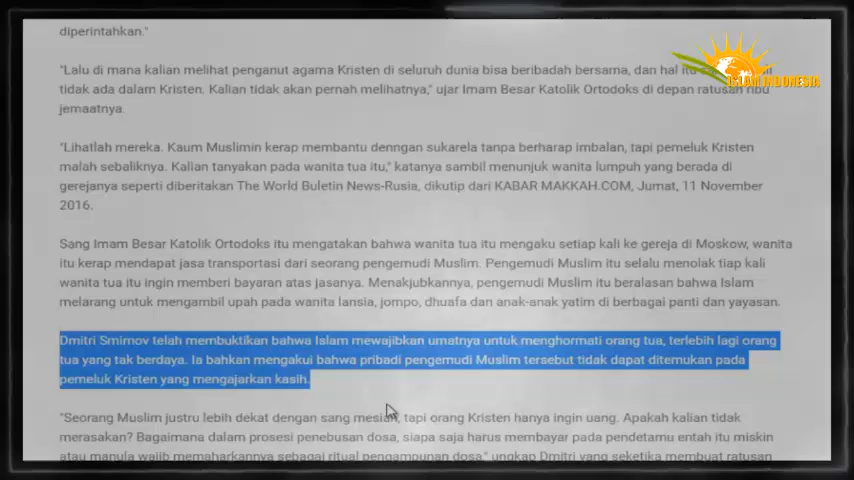 diperintahkan."
"Lalu di mana kalian melihat penganut agama Kristen di seluruh dunia bisa beribadah bersama, dan hal itu
tidak ada dalam Kristen. Kalian tidak akan pernah melihatnya," ujar Imam Besar Katolik Ortodoks di depan ratusan ribu
jemaatnya.
"Lihatlah mereka. Kaum Muslimin kerap membantu denngan sukarela tanpa berharap imbalan, tapi pemeluk Kristen
malah sebaliknya. Kalian tanyakan pada wanita tua itu," katanya sambil menunjuk wanita lumpuh yang berada di
gerejanya seperti diberitakan The World Buletin News-Rusia, dikutip dari KABAR MAKKAH.COM, Jumat, 11 November
2016.
Sang Imam Besar Katolik Ortodoks itu mengatakan bahwa wanita tua itu mengaku setiap kali ke gereja di Moskow, wanita
itu kerap mendapat jasa transportasi dari seorang pengemudi Muslim. Pengemudi Muslim itu selalu menolak tiap kali
wanita tua itu ingin memberi bayaran atas jasanya. Menakjubkannya, pengemudi Muslim itu beralasan bahwa Islam
melarang untuk mengambil upah pada wanita lansia, jompo, dhuafa dan anak-anak yatim di berbagai panti dan yayasan.
Dmitri Smirnov telah membuktikan bahwa Islam mewajibkan umatnya untuk menghormati orang tua, terlebih lagi orang
tua yang tak berdaya. Ia bahkan mengakui bahwa pribadi pengemudi Muslim tersebut tidak dapat ditemukan pada
pemeluk Kristen yang mengajarkan kasih.
"Seorang Muslim justru lebih dekat dengan sang mesiah, tapi orang Kristen hanya ingin uang. Apakah kalian tidak
merasakan? Bagaimana dalam prosesi penebusan dosa, siapa saja harus membayar pada pendetamu entah itu miskin
atau manula wajib memaharkannya sebagai ritual pengampunan dosa," ungkap Dmitri yang seketika membuat ratusan
ISLAM INDONESIA